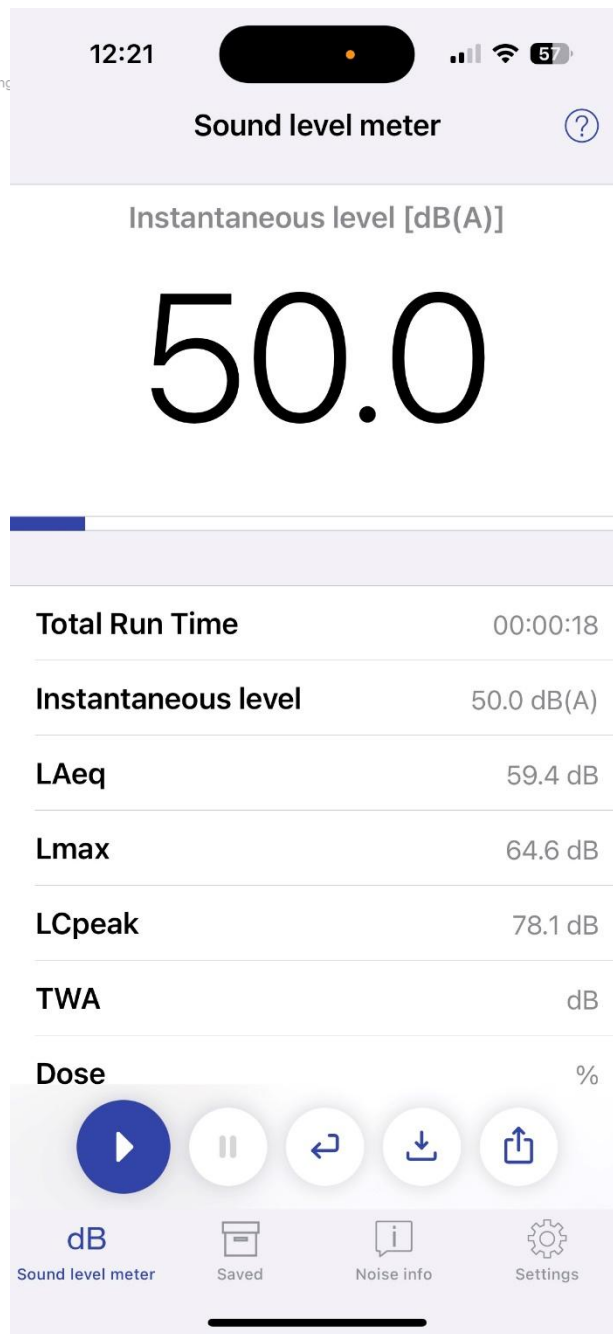 12:21
57
Sound level meter
?
Instantaneous level [dB(A)]
50.0
Total Run Time 00:00:18
Instantaneous level 50.0 dB(A)
LAeq 59.4 dB
Lmax 64.6 dB
LCpeak 78.1 dB
TWA dB
Dose %
dB
i
Sound level meter Saved Noise info Settings